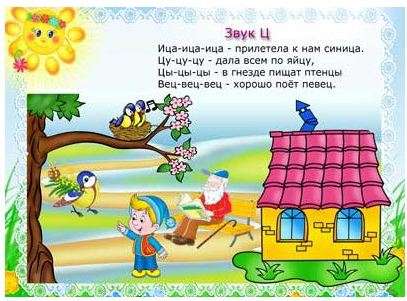 Звук Ц
Ица-ица-ица - прилетела к нам синица.
Цу-цу-цу - дала всем по яйцу,
Цы-цы-цы - в гнезде пищат птенцы
Вец-вец-вец - хорошо поёт певец.